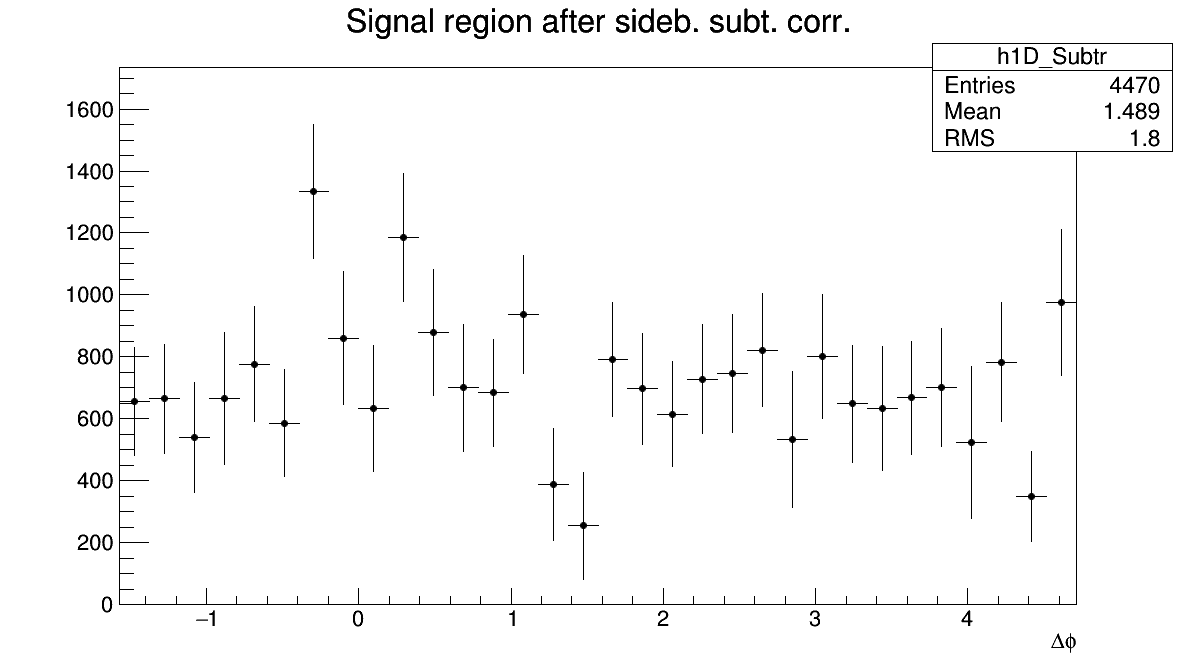 Signal region after sideb. subt. corr.
h1D_Subtr
Entries 4470
Mean 1.489
RMS 1.8
1600
1400
1200
1000
800
600
400
200
0
−1 0 1 2 3 4
Δϕ